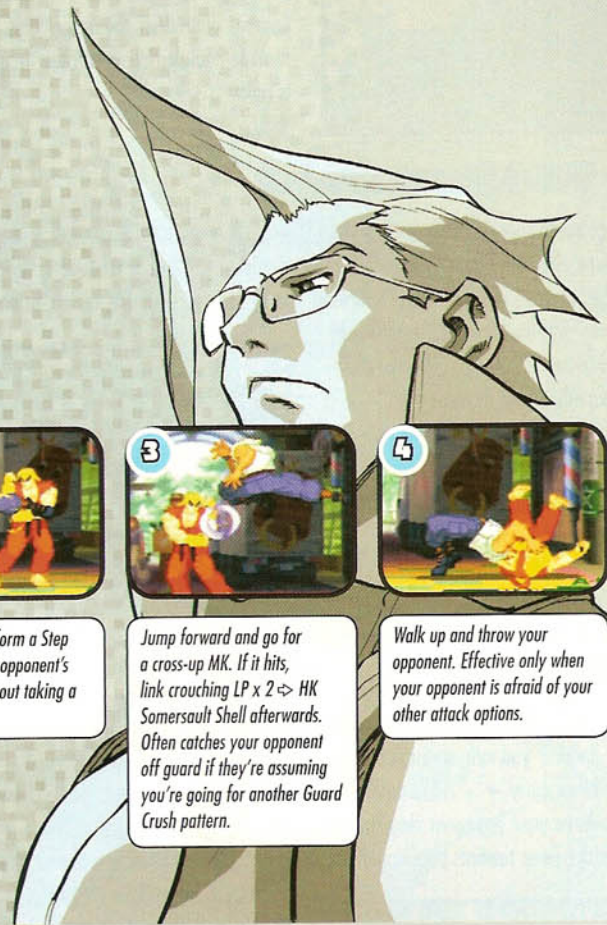 3
4
orm a Step
opponent's
out taking a
Jump forward and go for
a cross-up MK. If it hits,
link crouching LP x 2 ➪ HK
Somersault Shell afterwards.
Often catches your opponent
off guard if they're assuming
you're going for another Guard
Crush pattern.
Walk up and throw your
opponent. Effective only when
your opponent is afraid of your
other attack options.